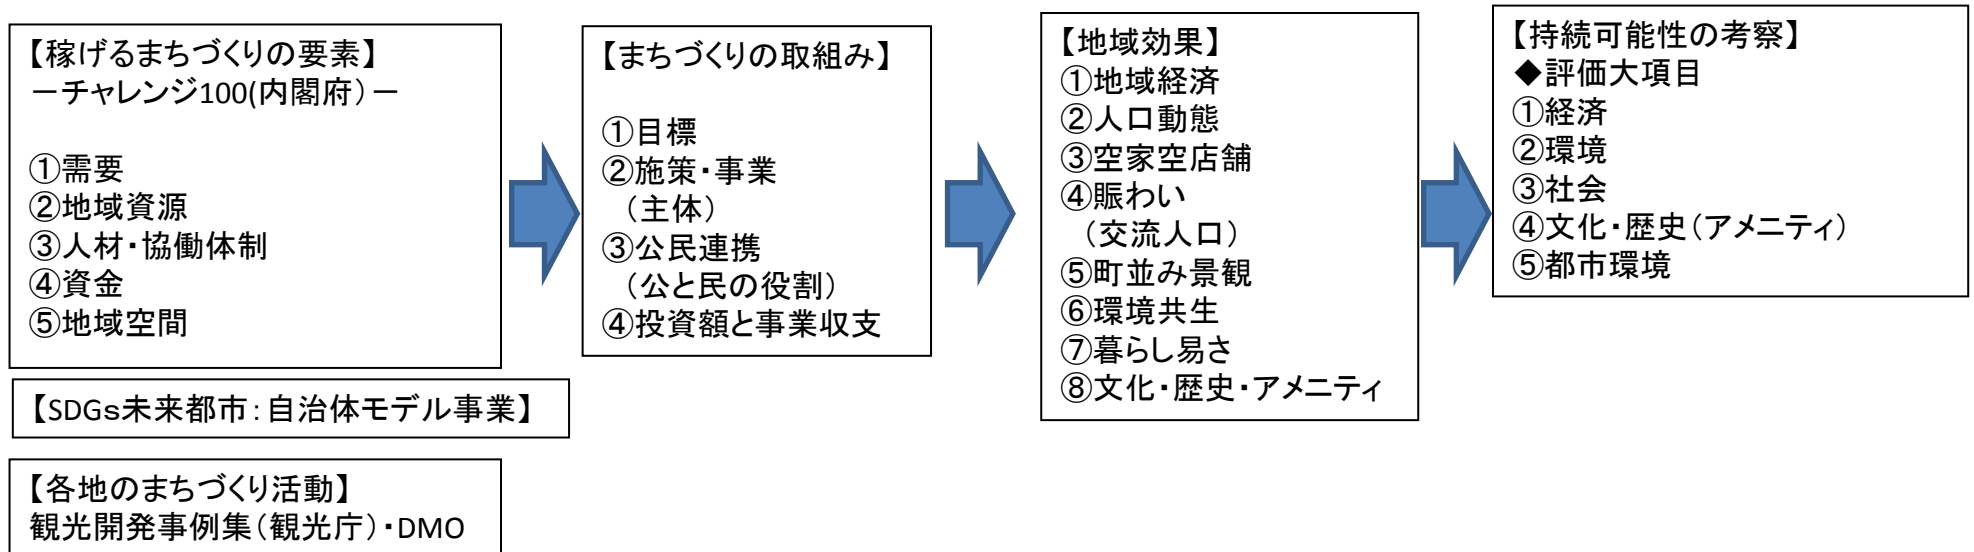 【稼げるまちづくりの要素】
－チャレンジ100(内閣府）－
①需要
②地域資源
③人材・協働体制
④資金
⑤地域空間
【SDGs未来都市：自治体モデル事業】
【各地のまちづくり活動】
観光開発事例集（観光庁）・DMO
【まちづくりの取組み】
①目標
②施策・事業
（主体）
③公民連携
（公と民の役割）
④投資額と事業収支
【地域効果】
①地域経済
②人口動態
③空家空店舗
④賑わい
（交流人口）
⑤町並み景観
⑥環境共生
⑦暮らし易さ
⑧文化・歴史・アメニティ
【持続可能性の考察】
◆評価大項目
①経済
②環境
③社会
④文化・歴史（アメニティ）
⑤都市環境